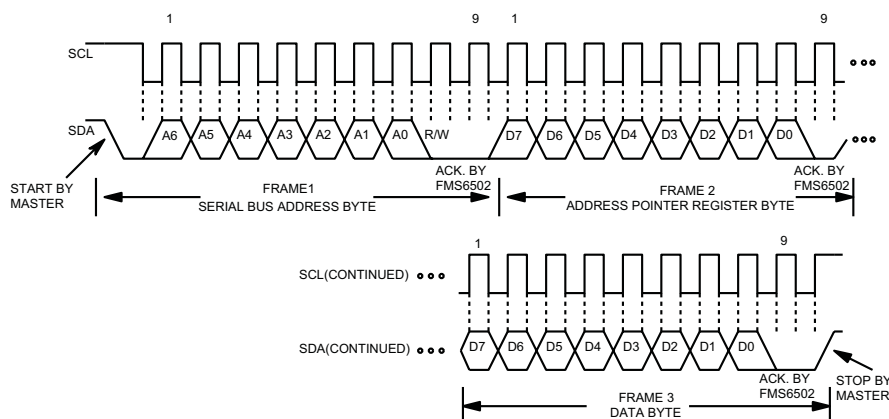 1 9 1 9
SCL
SDA A6 A5 A4 A3 A2 A1 A0 R/W D7 D6 D5 D4 D3 D2 D1 D0
START BY
MASTER
ACK. BY
FMS6502
ACK. BY
FMS6502
FRAME1
SERIAL BUS ADDRESS BYTE
FRAME 2
ADDRESS POINTER REGISTER BYTE
1 9
SCL(CONTINUED)
SDA(CONTINUED) D7 D6 D5 D4 D3 D2 D1 D0
ACK. BY
FMS6502
STOP BY
MASTER
FRAME 3
DATA BYTE